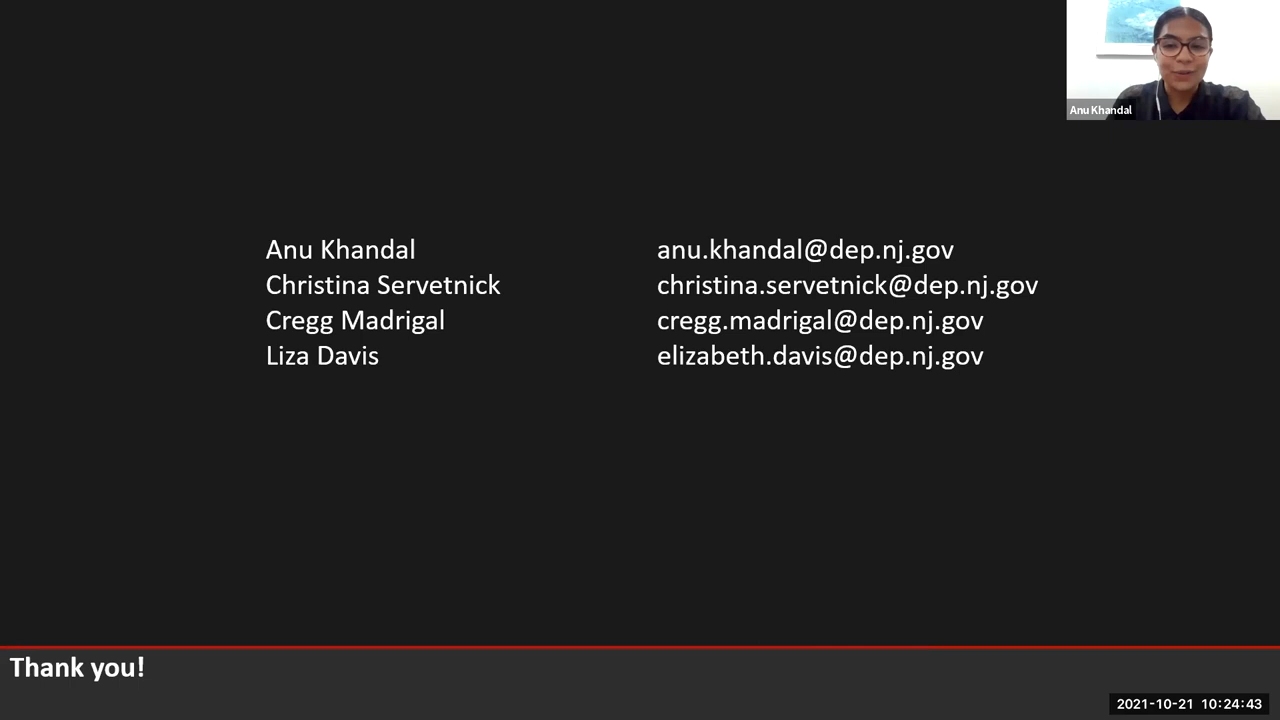 Anu Khandal
Anu Khandal anu.khandal@dep.nj.gov
Christina Servetnick christina.servetnick@dep.nj.gov
Cregg Madrigal cregg.madrigal@dep.nj.gov
Liza Davis elizabeth.davis@dep.nj.gov
Thank you!
2021-10-21 10:24:43